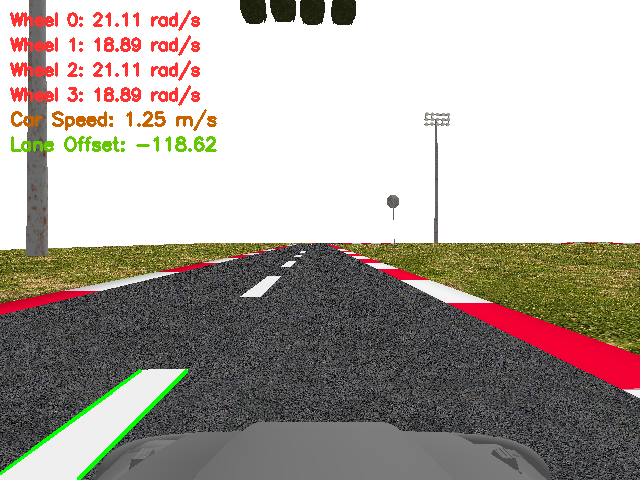 Wheel 0: 21.11 rad/s
Wheel 1: 18.89 rad/s
Wheel 2: 21.11 rad/s
Wheel 3: 18.89 rad/s
Car Speed: 1.25 m/s
Lane Offset: -118.62